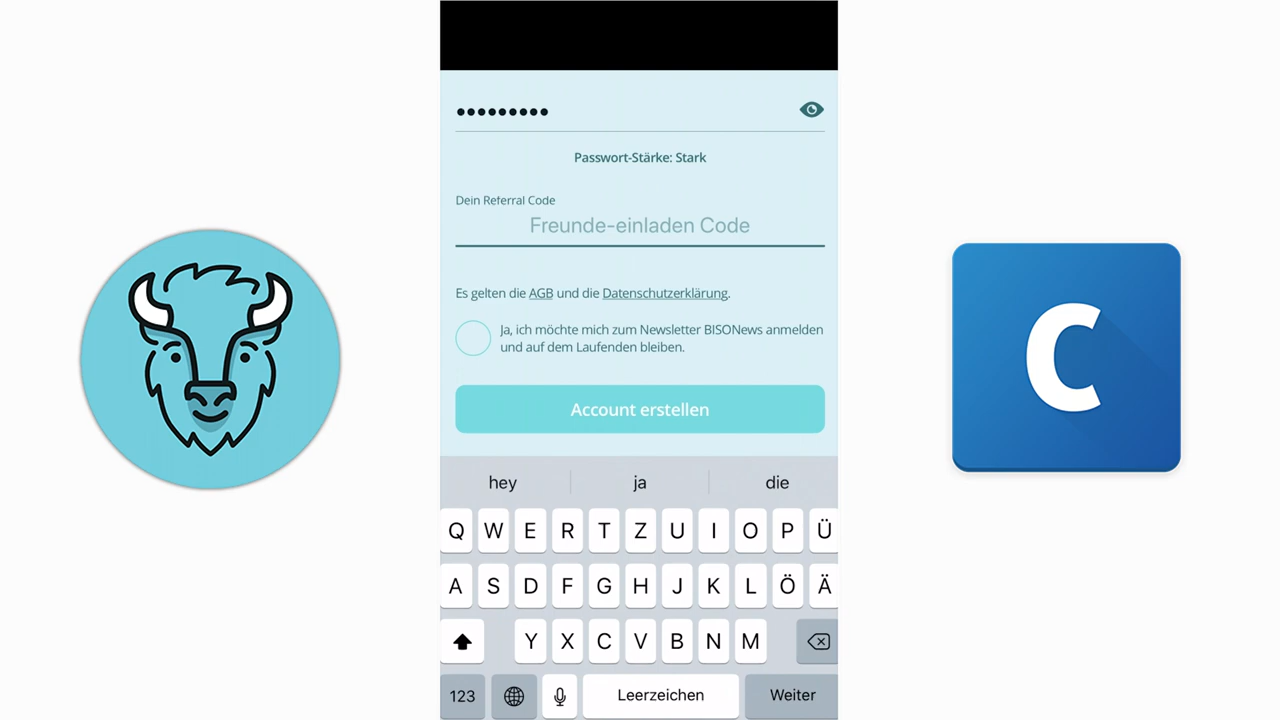 •••••••••
Passwort-Stärke: Stark
Dein Referral Code
Freunde-einladen Code
Es gelten die AGB und die Datenschutzerklärung.
Ja, ich möchte mich zum Newsletter BISONews anmelden
und auf dem Laufenden bleiben.
Account erstellen
C
hey ja die
Q W E R T Z U I O P Ü
A S D F G H J K L Ö Ä
Y X C V B N M
123 Leerzeichen Weiter